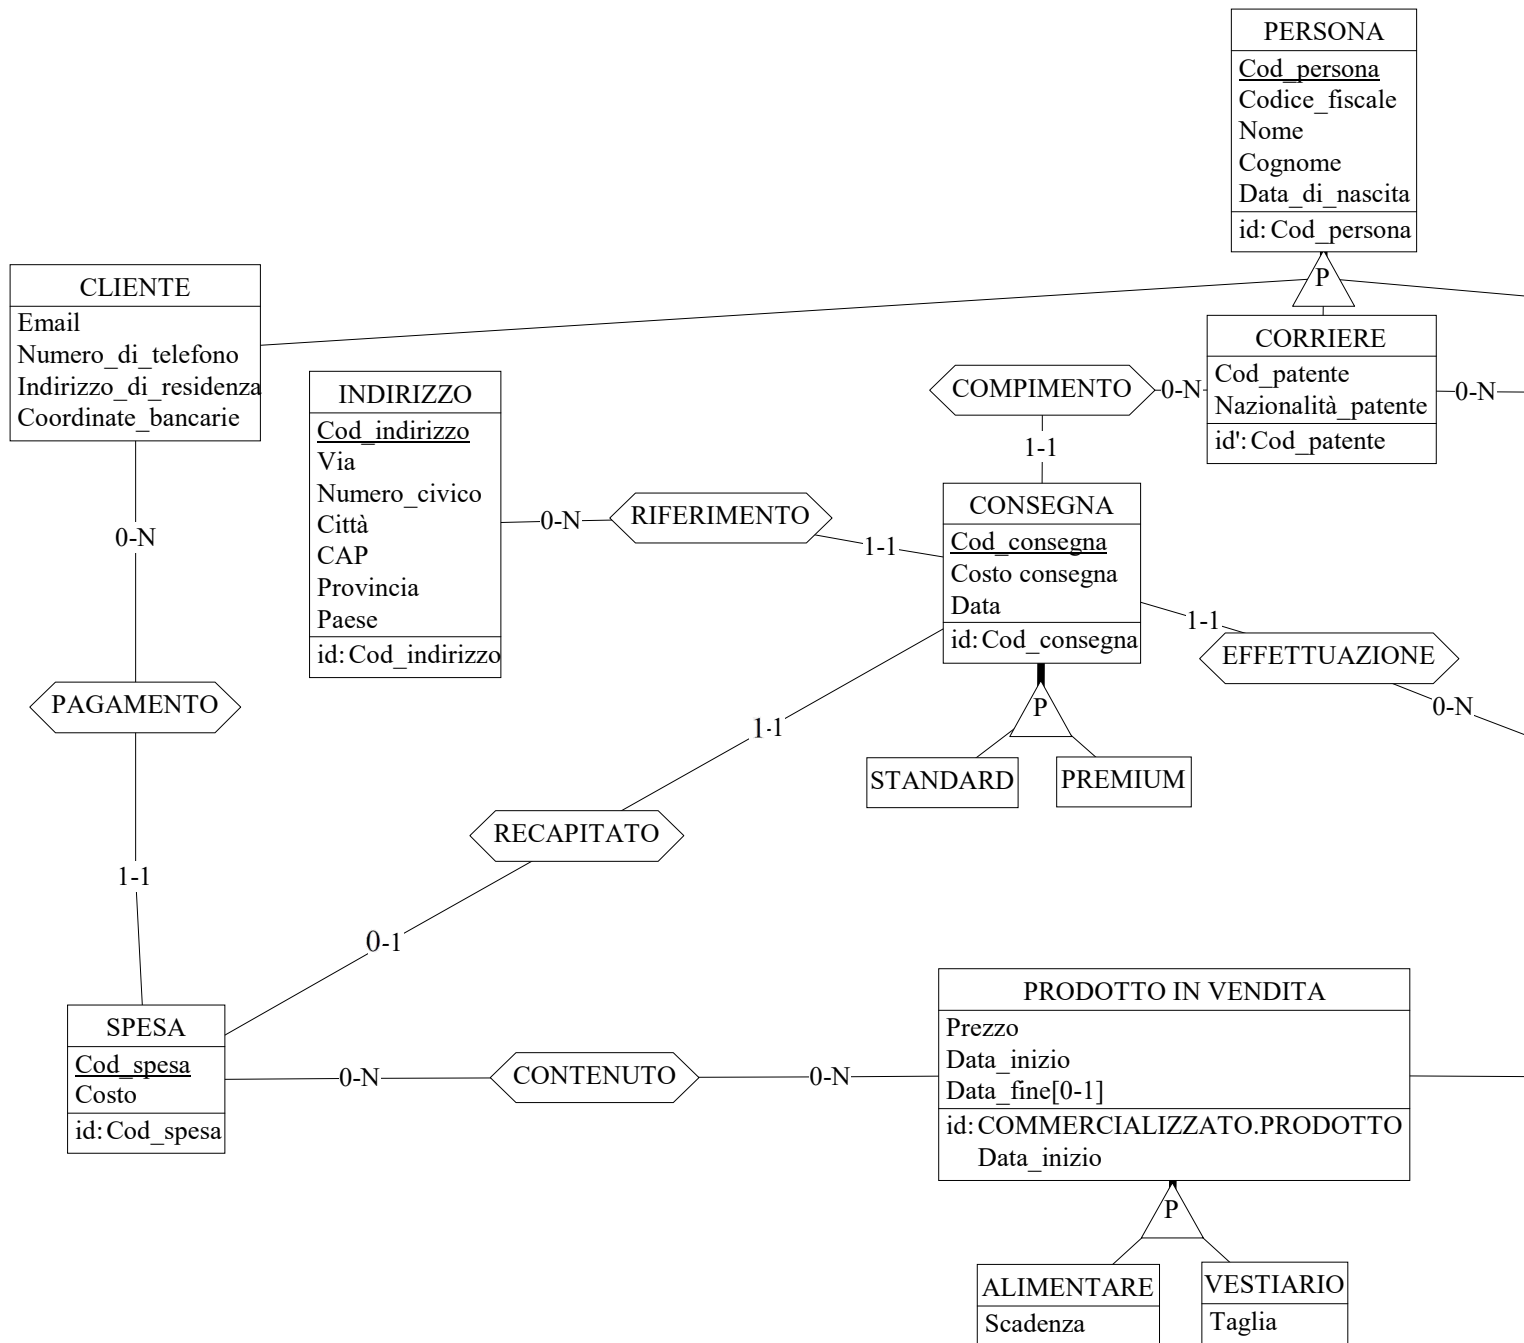 PERSONA
Cod_persona
Codice_fiscale
Nome
Cognome
Data_di_nascita
id: Cod_persona
P
CLIENTE
Email
Numero_di_telefono
Indirizzo_di_residenza
Coordinate_bancarie
CORRIERE
Cod_patente
Nazionalità_patente
id': Cod_patente
0-N
COMPIMENTO
0-N
1-1
INDIRIZZO
Cod_indirizzo
Via
Numero_civico
Città
CAP
Provincia
Paese
id: Cod_indirizzo
0-N
RIFERIMENTO
1-1
CONSEGNA
Cod_consegna
Costo consegna
Data
id: Cod_consegna
P
STANDARD
PREMIUM
1-1
EFFETTUAZIONE
0-N
0-N
PAGAMENTO
1-1
1-1
RECAPITATO
0-1
SPESA
Cod_spesa
Costo
id: Cod_spesa
0-N
CONTENUTO
0-N
PRODOTTO IN VENDITA
Prezzo
Data_inizio
Data_fine[0-1]
id: COMMERCIALIZZATO.PRODOTTO
Data_inizio
P
ALIMENTARE
Scadenza
VESTIARIO
Taglia